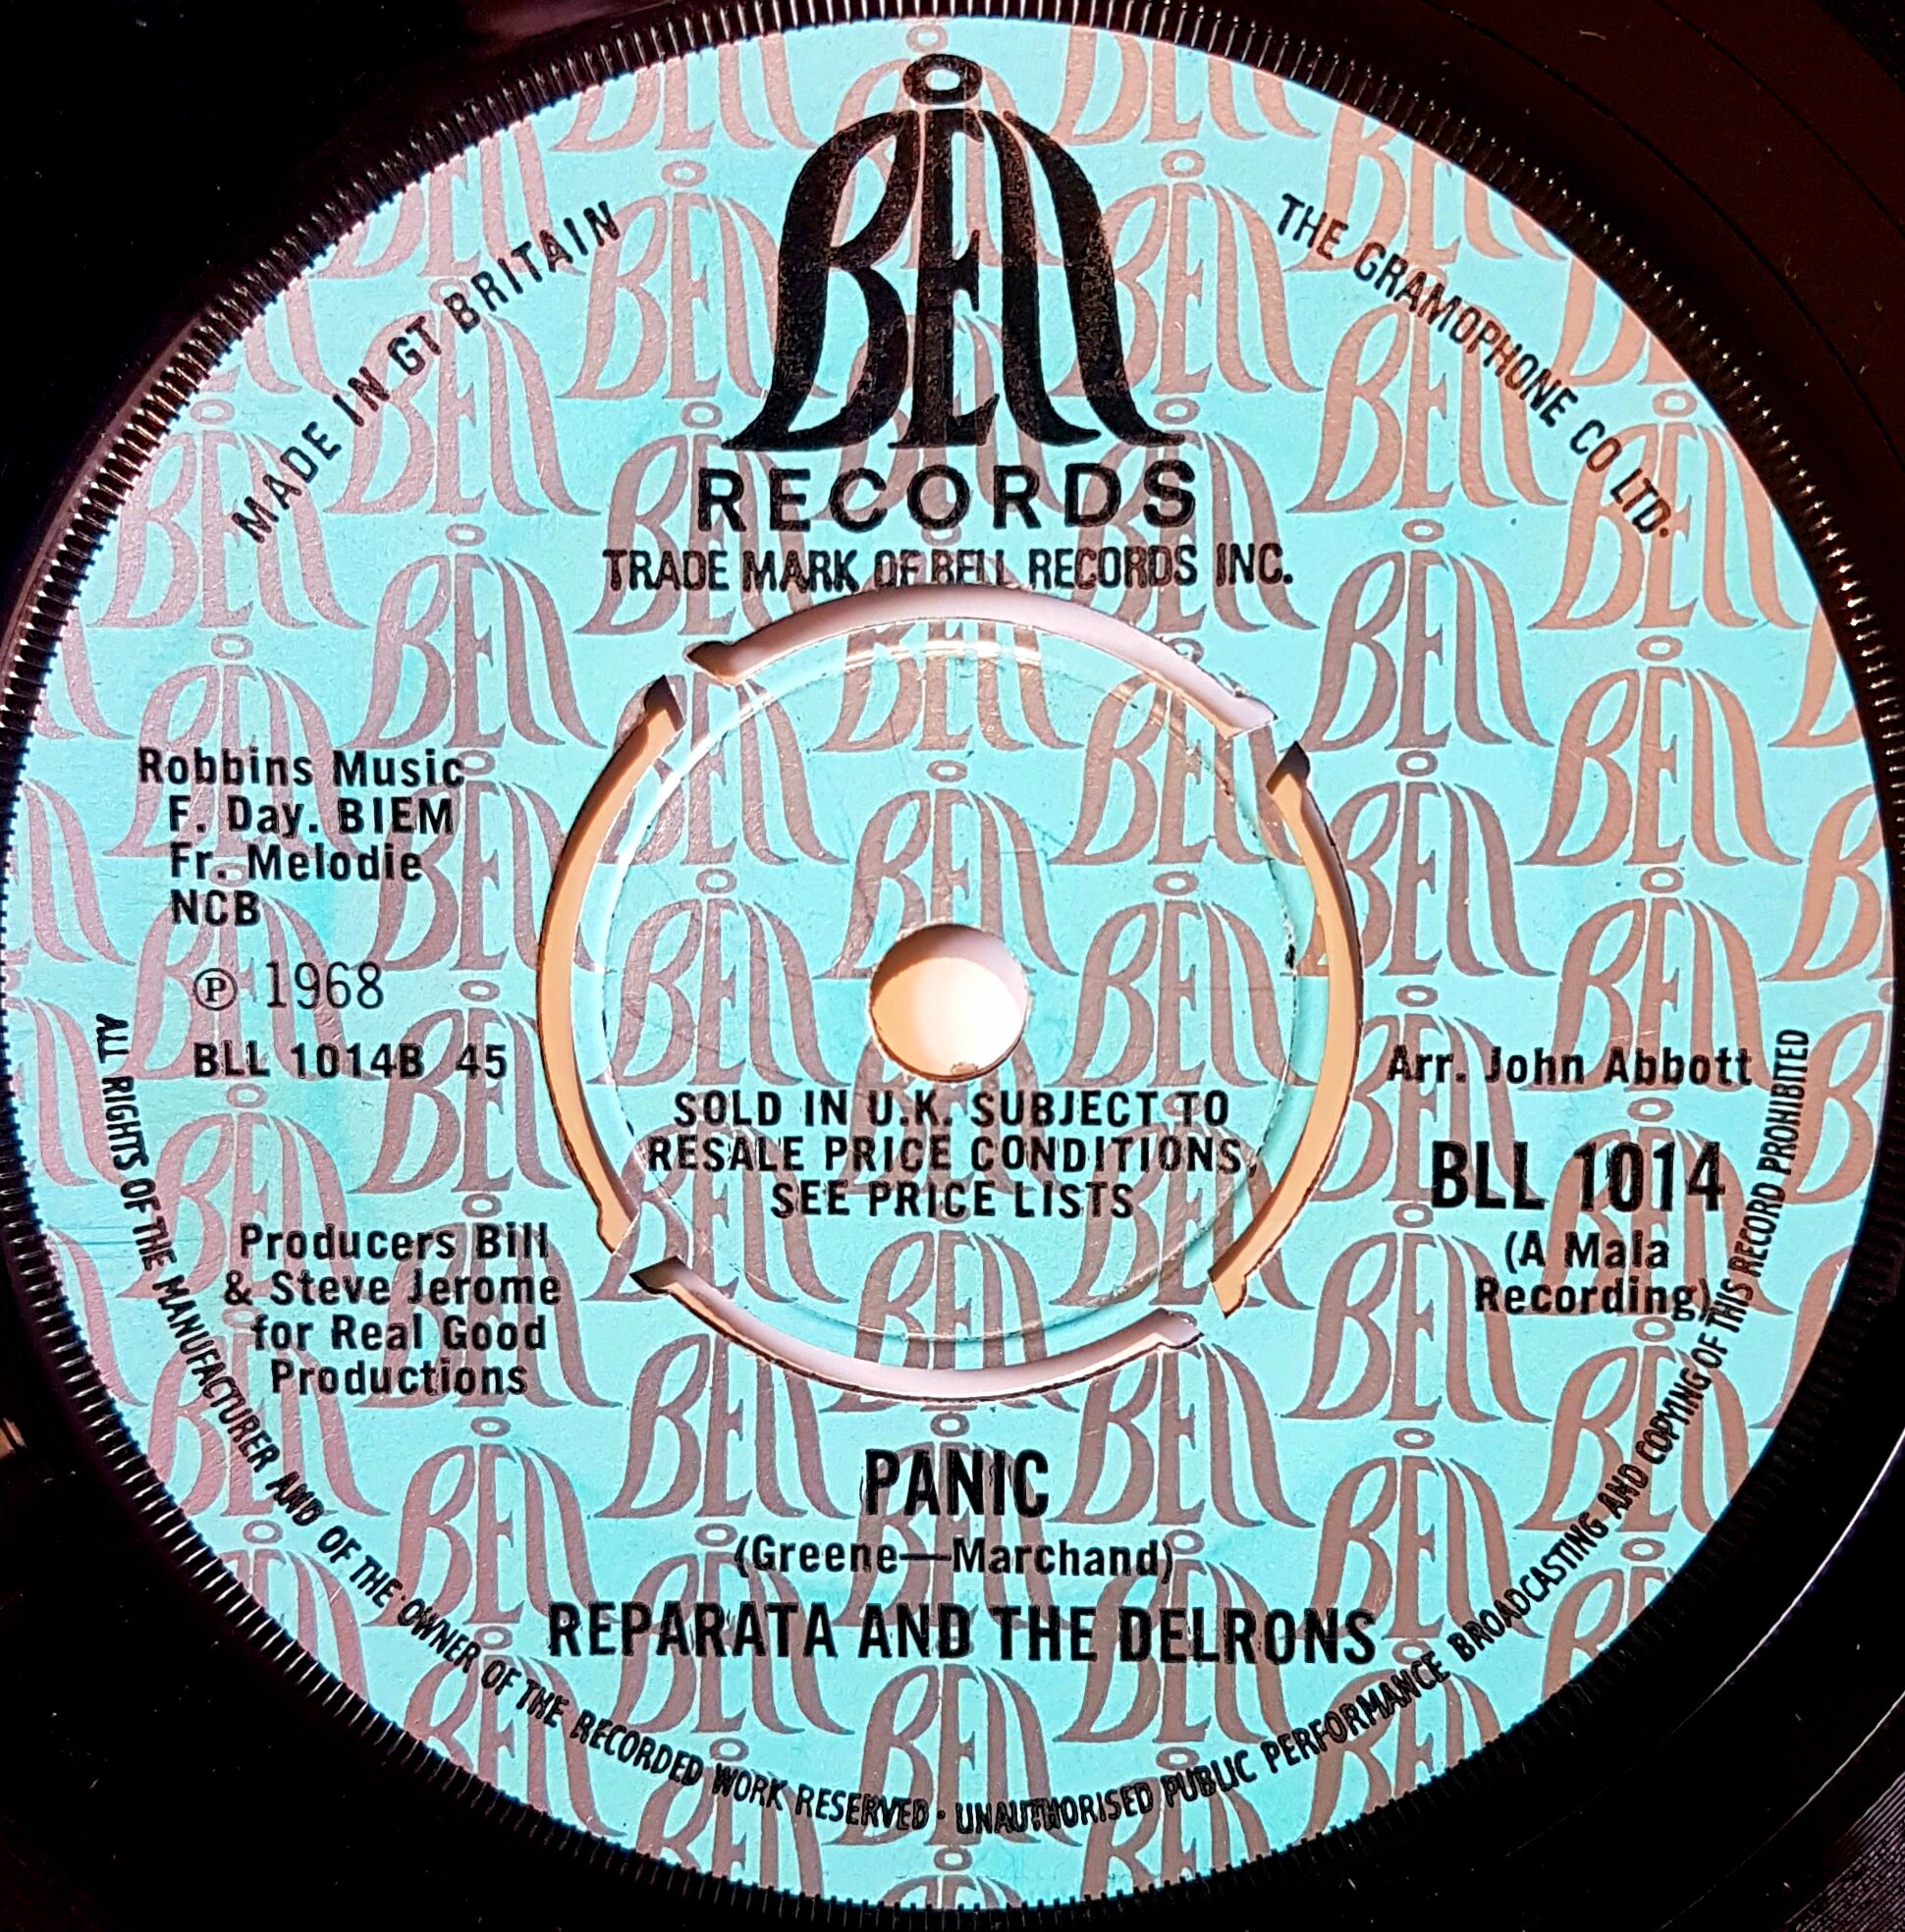 BELL
RECORDS
TRADE MARK OF BELL RECORDS INC.
MADE IN GT BRITAIN
THE GRAMOPHONE CO LTD.
Robbins Music
F. Day. BIEM
Fr. Melodie
NCB
℗ 1968
BLL 1014B 45
Producers Bill
& Steve Jerome
for Real Good
Productions
SOLD IN U.K. SUBJECT TO
RESALE PRICE CONDITIONS,
SEE PRICE LISTS
Arr. John Abbott
BLL 1014
(A Mala
Recording)
PANIC
(Greene—Marchand)
REPARATA AND THE DELRONS
ALL RIGHTS OF THE MANUFACTURER AND OF THE OWNER OF THE RECORDED WORK RESERVED · UNAUTHORISED PUBLIC PERFORMANCE BROADCASTING AND COPYING OF THIS RECORD PROHIBITED